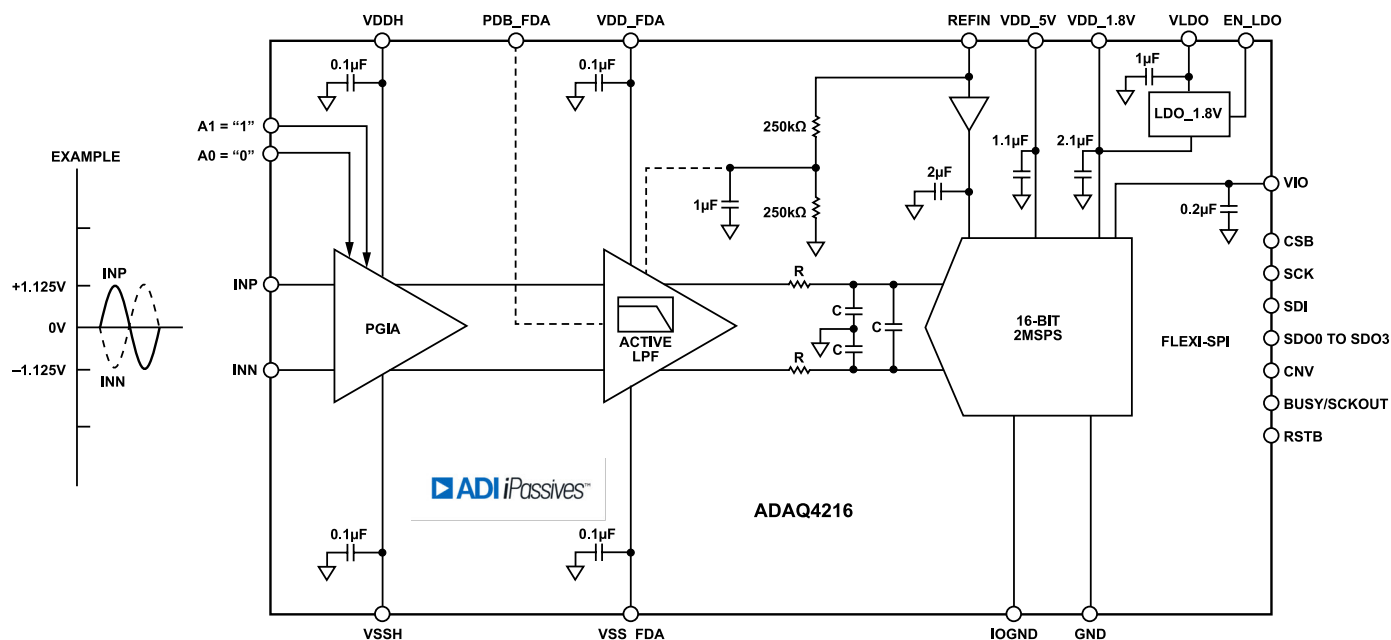 VDDH
PDB_FDA
VDD_FDA
REFIN
VDD_5V
VDD_1.8V
VLDO
EN_LDO
0.1µF
0.1µF
1µF
LDO_1.8V
A1 = “1”
A0 = “0”
250kΩ
1.1µF
2.1µF
EXAMPLE
2µF
VIO
1µF
250kΩ
0.2µF
CSB
INP
+1.125V
0V
–1.125V
INN
INP
INN
PGIA
ACTIVE
LPF
R
R
C
C
C
16-BIT
2MSPS
FLEXI-SPI
SCK
SDI
SDO0 TO SDO3
CNV
BUSY/SCKOUT
RSTB
ADI iPassives™
ADAQ4216
0.1µF
0.1µF
VSSH
VSS_FDA
IOGND
GND